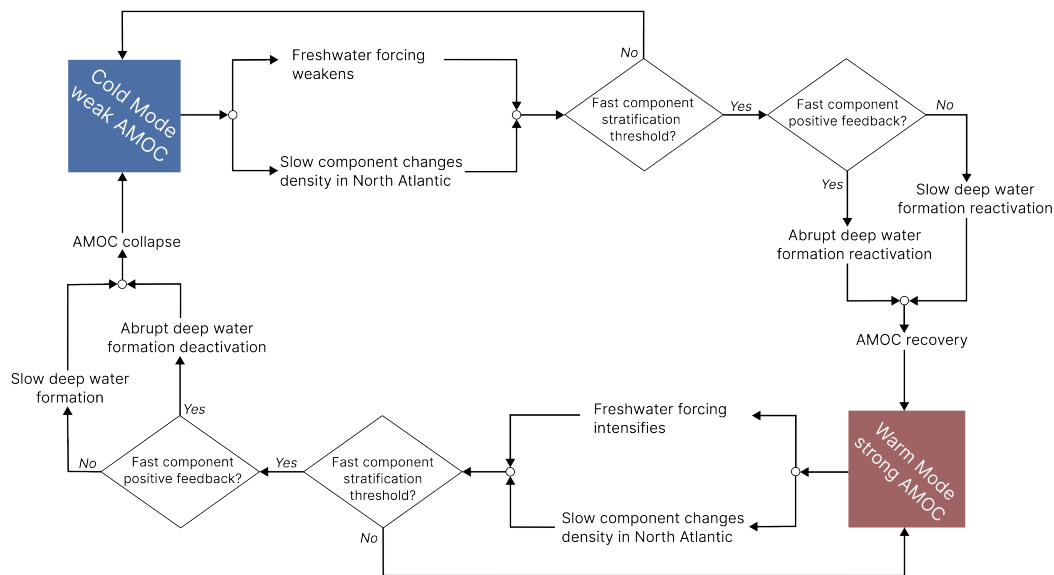 No
Cold Mode
weak AMOC
Freshwater forcing
weakens
Slow component changes
density in North Atlantic
Fast component
stratification
threshold?
Yes
Fast component
positive feedback?
No
Yes
Slow deep water
formation reactivation
Abrupt deep water
formation reactivation
AMOC recovery
AMOC collapse
Abrupt deep water
formation deactivation
Slow deep water
formation
Yes
No
Fast component
positive feedback?
Yes
Fast component
stratification
threshold?
No
Freshwater forcing
intensifies
Slow component changes
density in North Atlantic
Warm Mode
strong AMOC